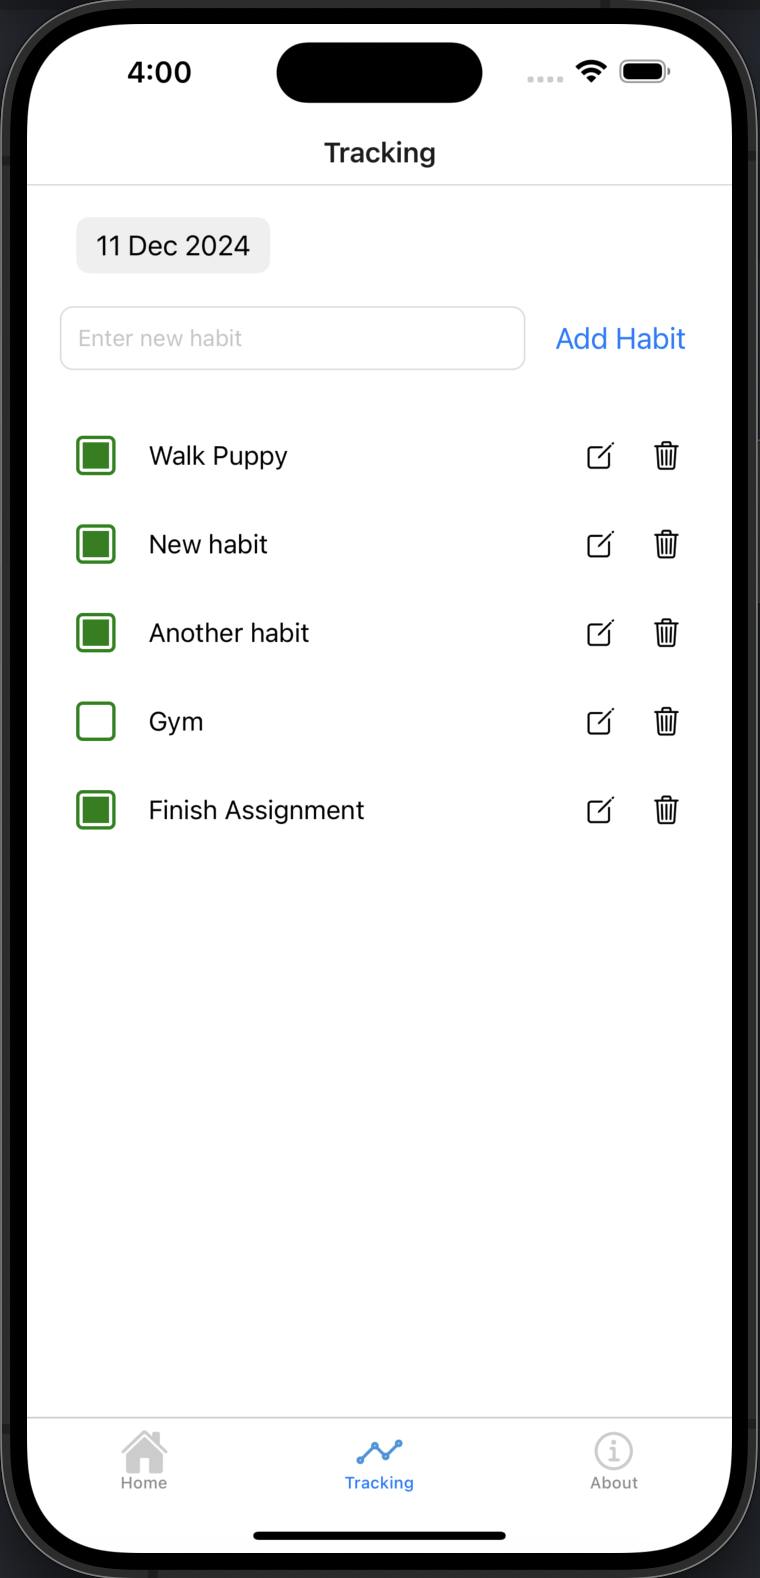 4:00
Tracking
11 Dec 2024
Enter new habit
Add Habit
Walk Puppy
New habit
Another habit
Gym
Finish Assignment
Home
Tracking
About